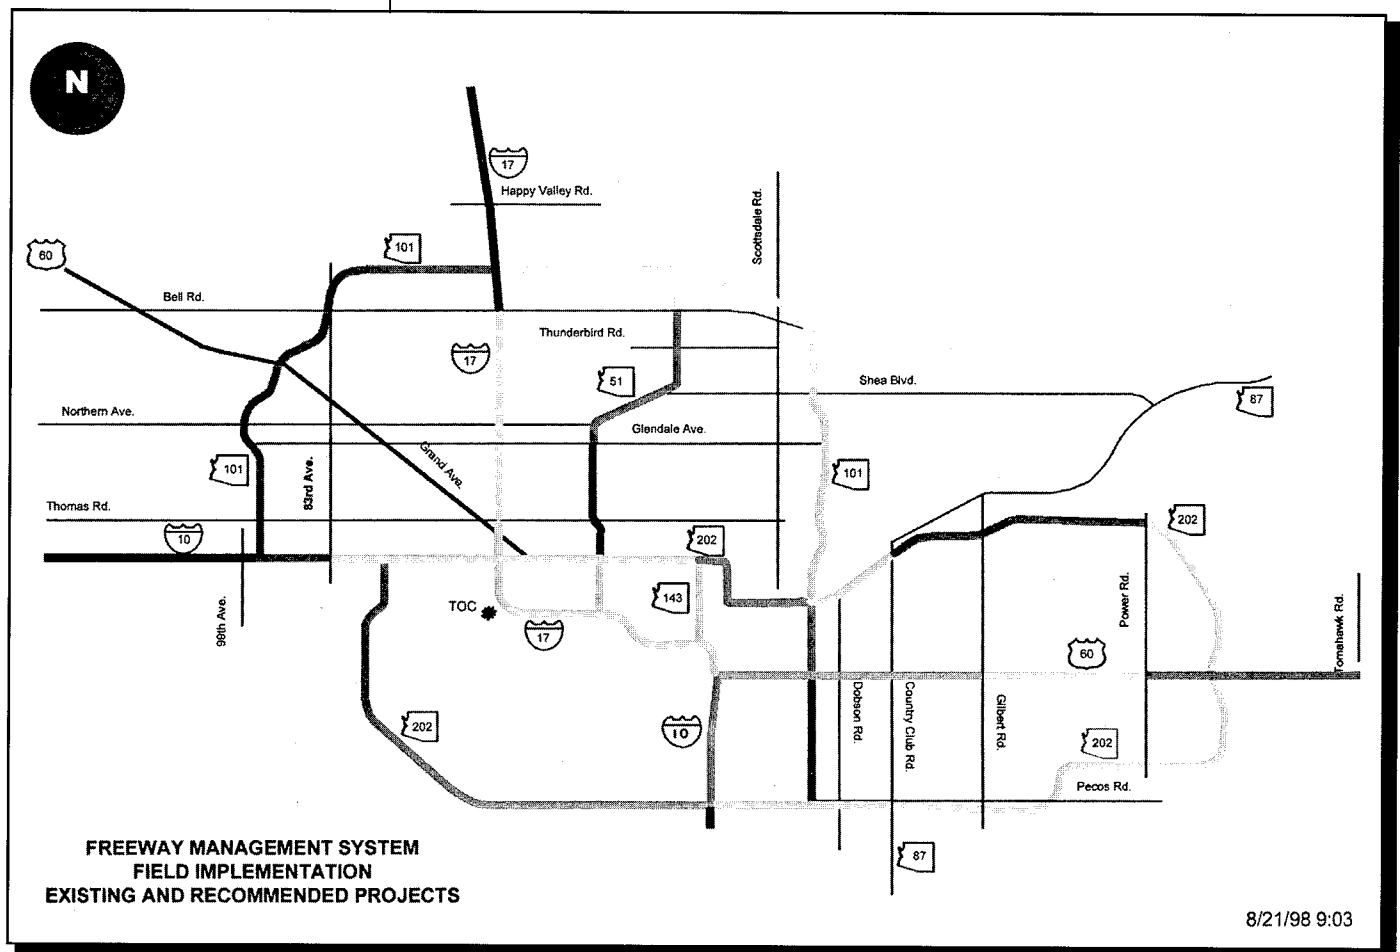 N
17
Happy Valley Rd.
Scottsdale Rd.
101
60
Bell Rd.
Thunderbird Rd.
17
51
Shea Blvd.
87
Northern Ave.
Glendale Ave.
Grand Ave.
101
83rd Ave.
101
Thomas Rd.
10
202
202
99th Ave.
TOC
143
17
Power Rd.
Tomahawk Rd.
60
Dobson Rd.
Country Club Rd.
Gilbert Rd.
202
10
202
Pecos Rd.
87
FREEWAY MANAGEMENT SYSTEM
FIELD IMPLEMENTATION
EXISTING AND RECOMMENDED PROJECTS
8/21/98 9:03